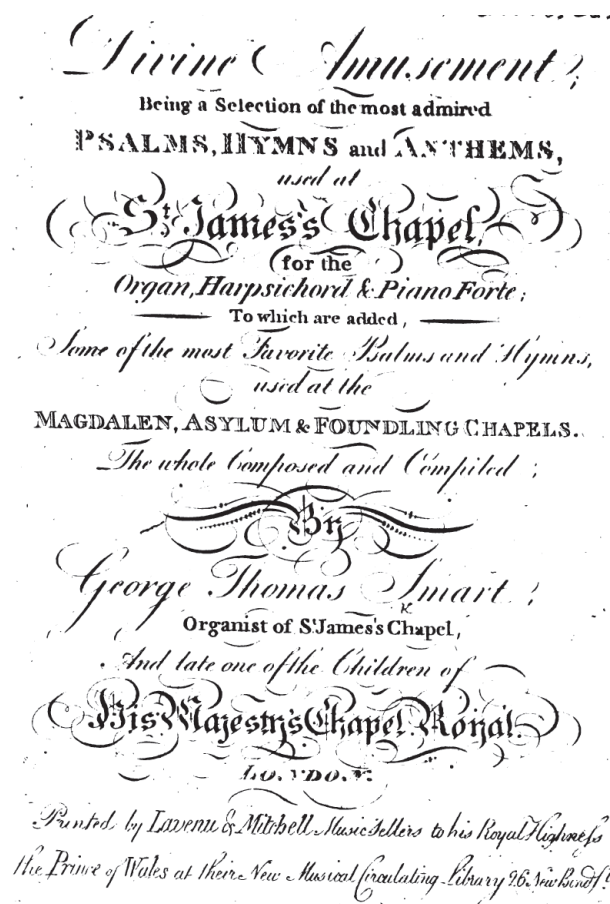 Divine Amusement;
Being a Selection of the most admired
PSALMS, HYMNS and ANTHEMS,
used at
St. James's Chapel,
for the
Organ, Harpsichord & Piano Forte;
To which are added,
Some of the most Favorite Psalms and Hymns,
used at the
MAGDALEN, ASYLUM & FOUNDLING CHAPELS.
The whole Composed and Compiled;
By
George Thomas Smart;
Organist of St. James's Chapel,
And late one of the Children of
His Majesty's Chapel Royal.
LONDON.
Printed by Lavenu & Mitchell Music Sellers to his Royal Highneſs
the Prince of Wales at their New Musical Circulating Library 26 New Bond St.